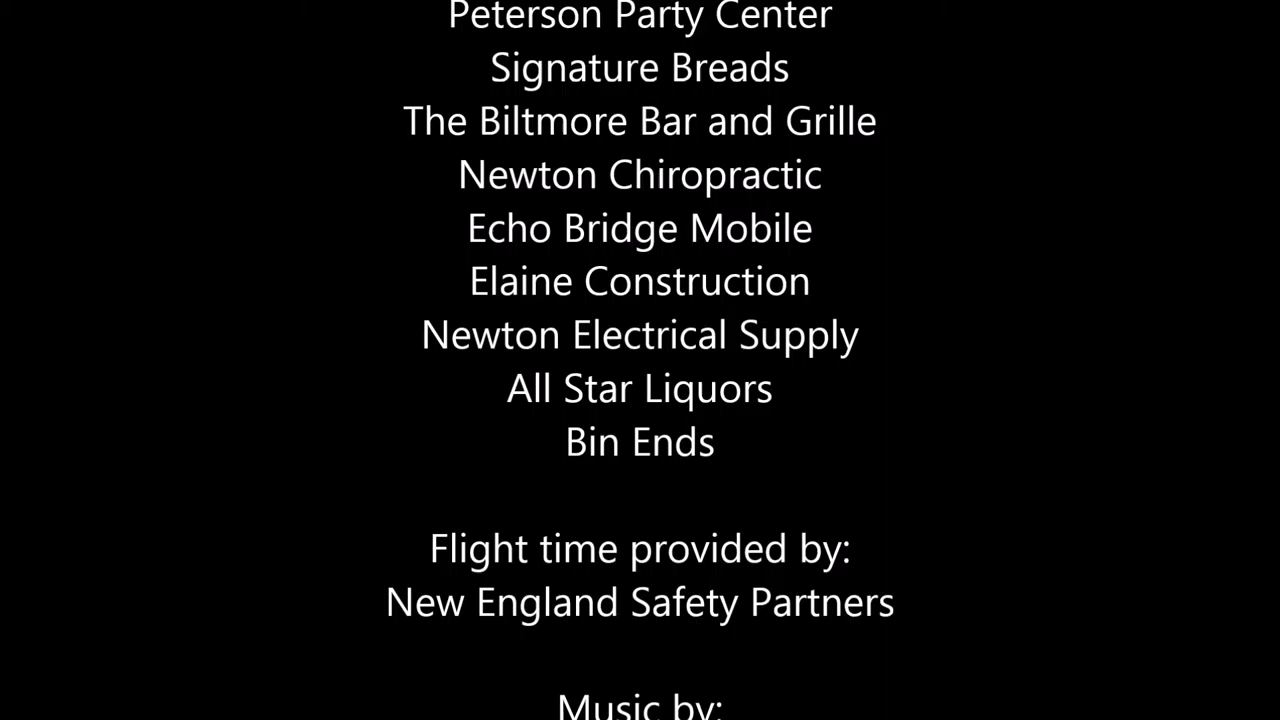 Peterson Party Center
Signature Breads
The Biltmore Bar and Grille
Newton Chiropractic
Echo Bridge Mobile
Elaine Construction
Newton Electrical Supply
All Star Liquors
Bin Ends
Flight time provided by:
New England Safety Partners
Music by: